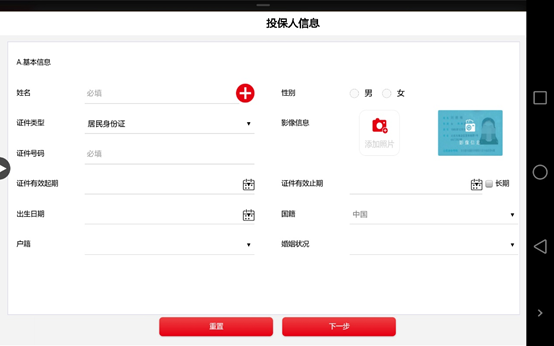 投保人信息
A.基本信息
姓名 必填 性别 男 女
证件类型 居民身份证 影像信息 添加照片
证件号码 必填
证件有效起期 证件有效止期 长期
出生日期 国籍 中国
户籍 婚姻状况
重置 下一步